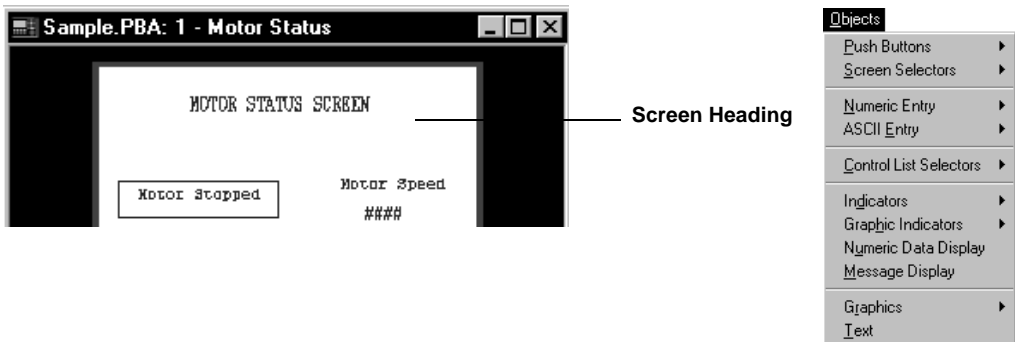 Sample.PBA: 1 - Motor Status
MOTOR STATUS SCREEN
Screen Heading
Motor Stopped
Motor Speed
####
Objects
Push Buttons
Screen Selectors
Numeric Entry
ASCII Entry
Control List Selectors
Indicators
Graphic Indicators
Numeric Data Display
Message Display
Graphics
Text